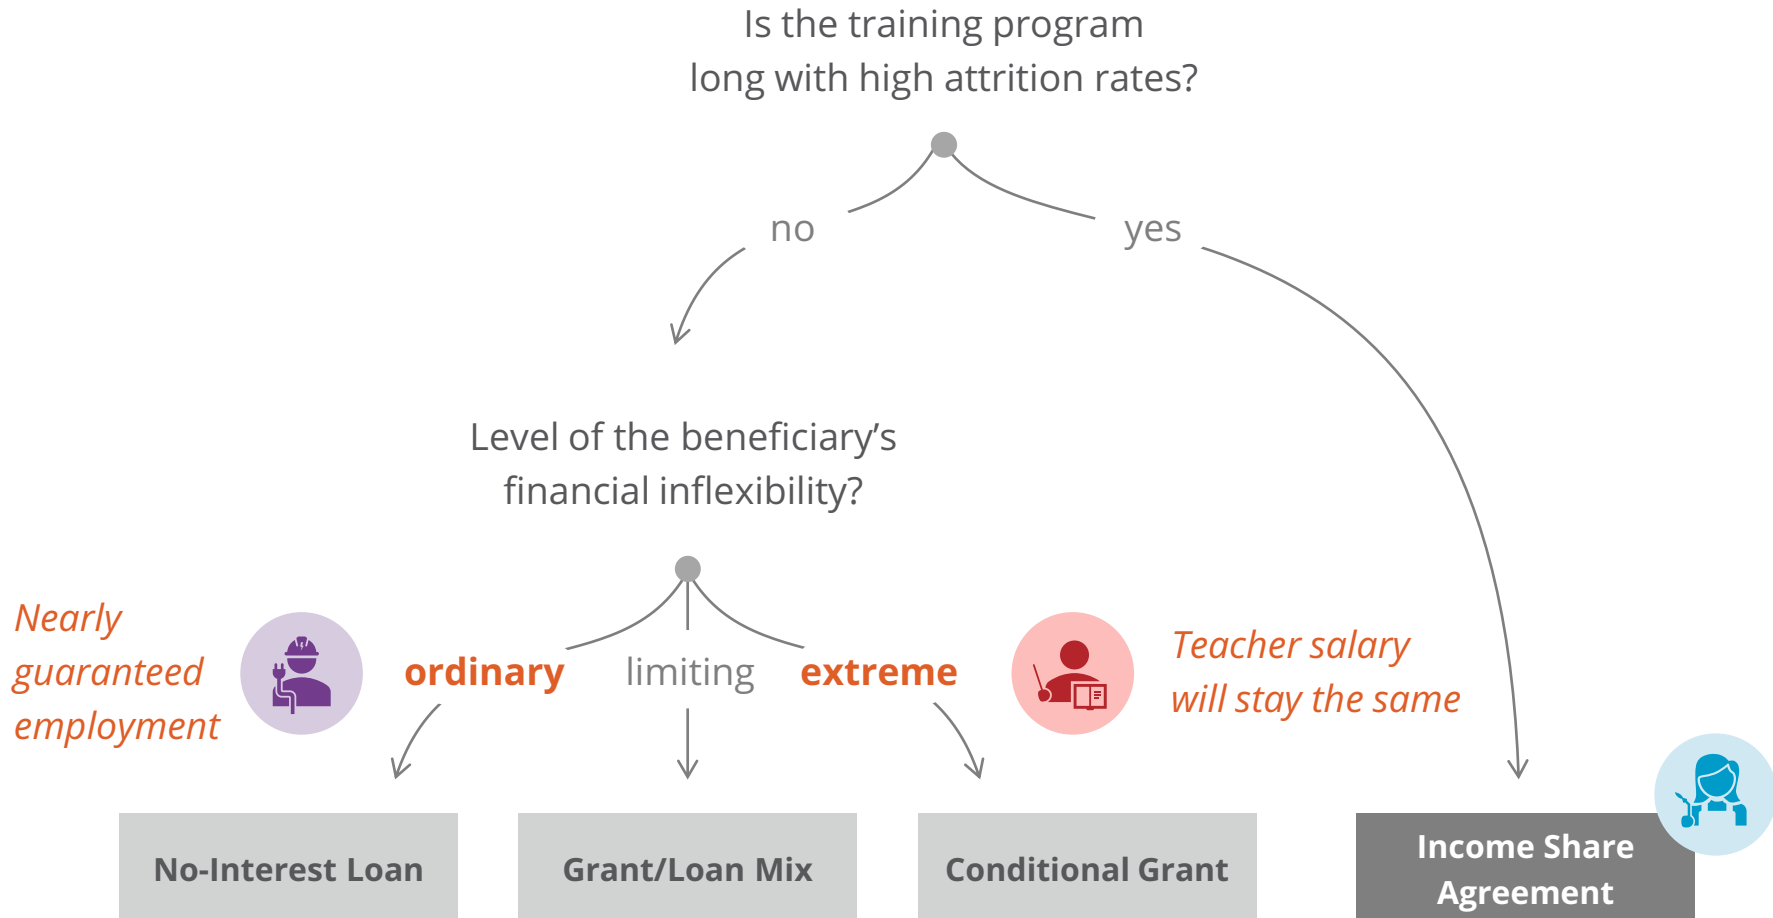 Is the training program
long with high attrition rates?
no
yes
Level of the beneficiary’s
financial inflexibility?
Nearly
guaranteed
employment
ordinary
limiting
extreme
Teacher salary
will stay the same
No-Interest Loan
Grant/Loan Mix
Conditional Grant
Income Share
Agreement